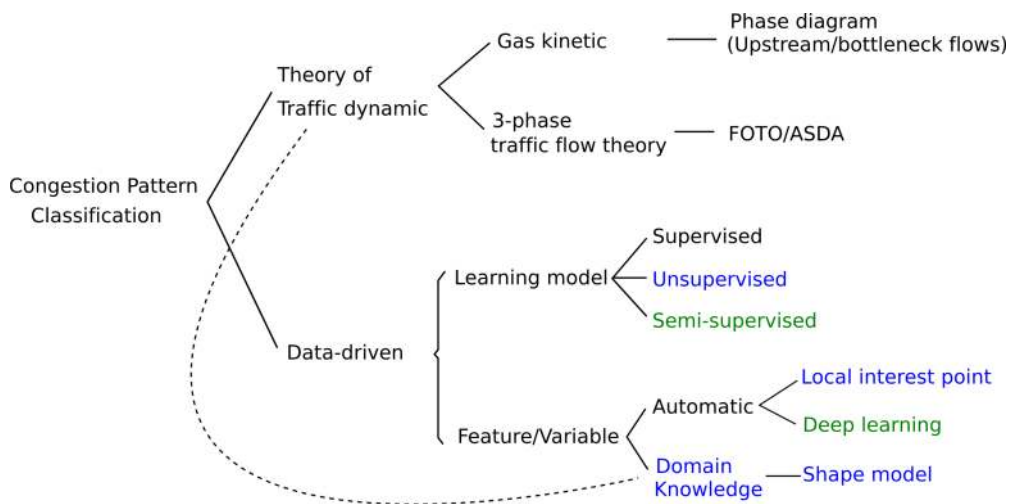 Congestion Pattern
Classification
Theory of
Traffic dynamic
Gas kinetic
Phase diagram
(Upstream/bottleneck flows)
3-phase
traffic flow theory
FOTO/ASDA
Data-driven
Learning model
Supervised
Unsupervised
Semi-supervised
Feature/Variable
Automatic
Local interest point
Deep learning
Domain
Knowledge
Shape model